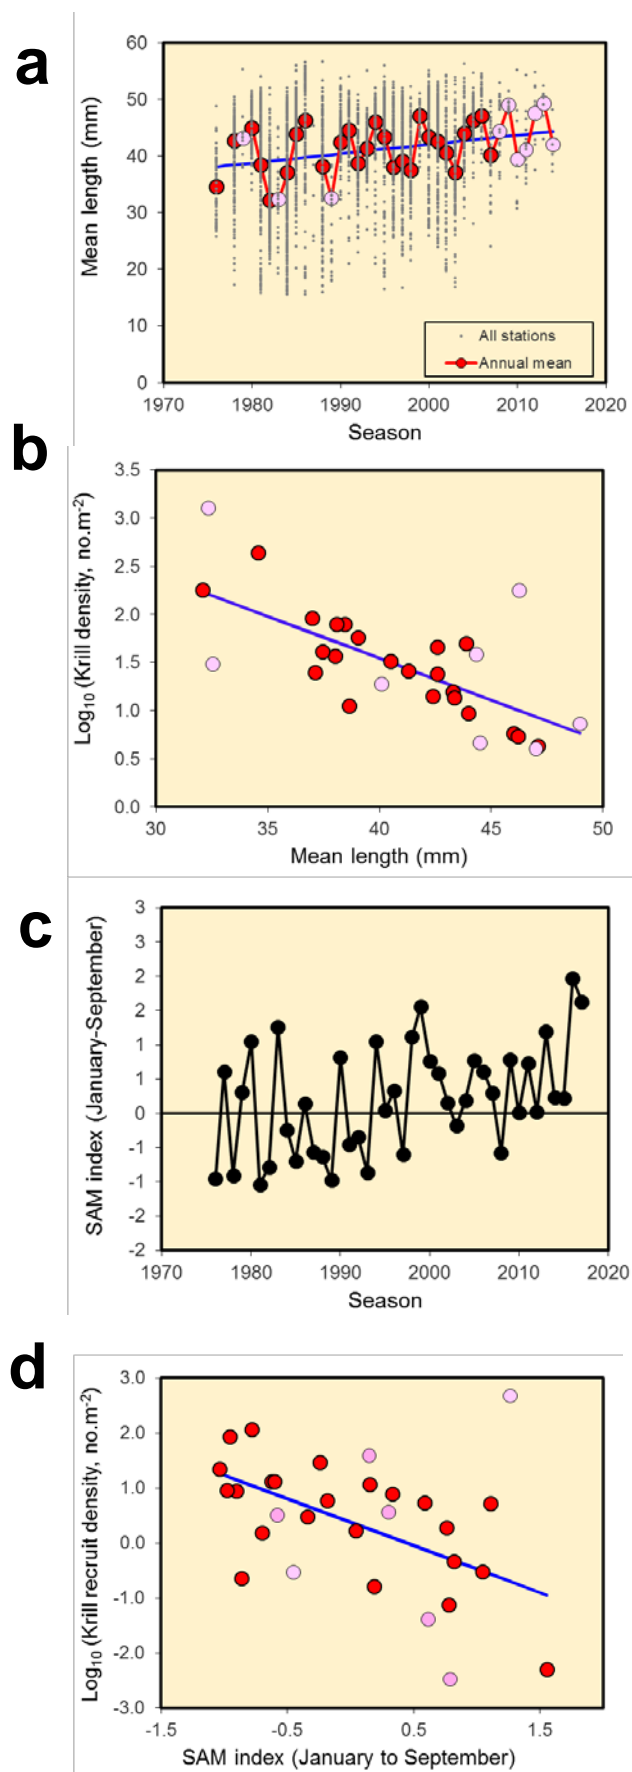 a
60
50
40
30
20
10
0
Mean length (mm)
All stations
Annual mean
1970 1980 1990 2000 2010 2020
Season
b
3.5
3.0
2.5
2.0
1.5
1.0
0.5
0.0
Log10 (Krill density, no.m-2)
30 35 40 45 50
Mean length (mm)
c
3
3
2
2
1
1
0
-1
-1
-2
-2
SAM index (January-September)
1970 1980 1990 2000 2010 2020
Season
d
3.0
2.0
1.0
0.0
-1.0
-2.0
-3.0
Log10 (Krill recruit density, no.m-2)
-1.5 -0.5 0.5 1.5
SAM index (January to September)